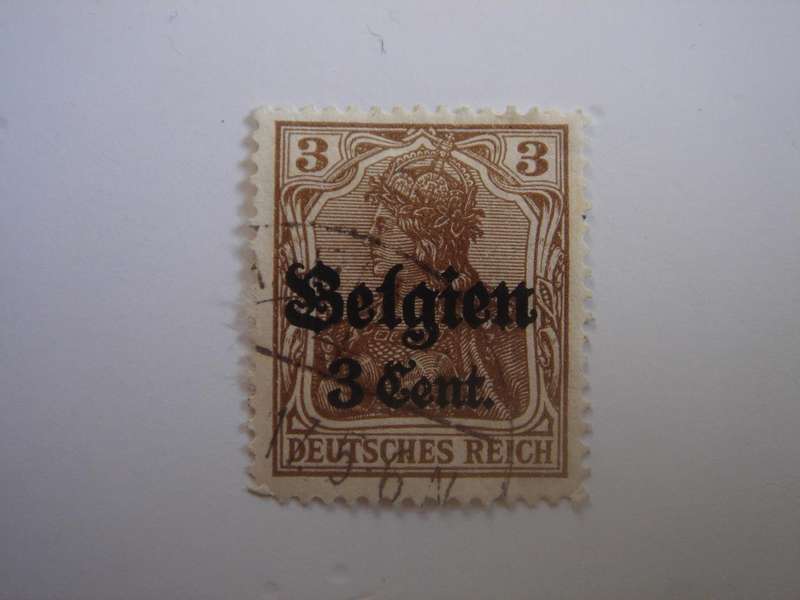 3 3
Belgien
3 Cent.
DEUTSCHES REICH